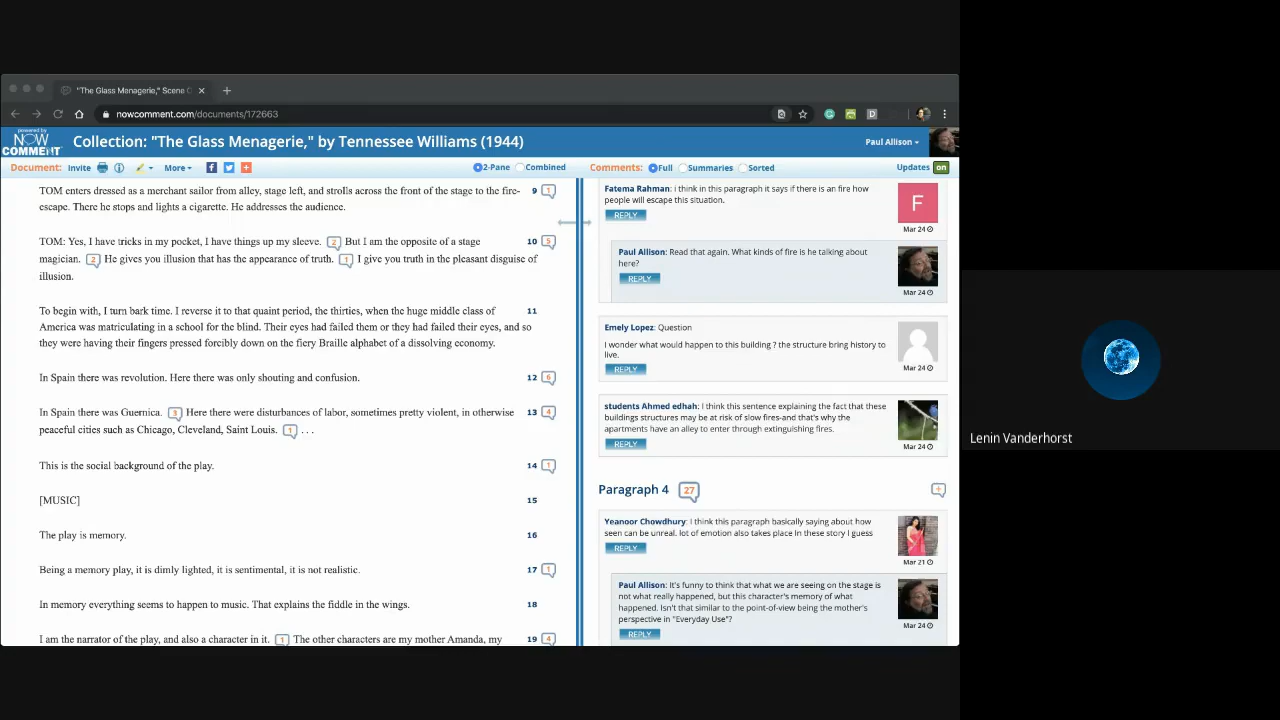 "The Glass Menagerie," Scene
nowcomment.com/documents/172663
powered by
NOW
COMMENT
Collection: "The Glass Menagerie," by Tennessee Williams (1944)
Paul Allison
Document: Invite More 2-Pane Combined
Comments: Full Summaries Sorted Updates on
TOM enters dressed as a merchant sailor from alley, stage left, and strolls across the front of the stage to the fire- 9 1
escape. There he stops and lights a cigarette. He addresses the audience.
TOM: Yes, I have tricks in my pocket, I have things up my sleeve. 2 But I am the opposite of a stage 10 5
magician. 2 He gives you illusion that has the appearance of truth. 1 I give you truth in the pleasant disguise of
illusion.
To begin with, I turn bark time. I reverse it to that quaint period, the thirties, when the huge middle class of 11
America was matriculating in a school for the blind. Their eyes had failed them or they had failed their eyes, and so
they were having their fingers pressed forcibly down on the fiery Braille alphabet of a dissolving economy.
In Spain there was revolution. Here there was only shouting and confusion. 12 6
In Spain there was Guernica. 3 Here there were disturbances of labor, sometimes pretty violent, in otherwise 13 4
peaceful cities such as Chicago, Cleveland, Saint Louis. 1 . . .
This is the social background of the play. 14 1
[MUSIC] 15
The play is memory. 16
Being a memory play, it is dimly lighted, it is sentimental, it is not realistic. 17 1
In memory everything seems to happen to music. That explains the fiddle in the wings. 18
I am the narrator of the play, and also a character in it. 1 The other characters are my mother Amanda, my 19 4
Fatema Rahman: i think in this paragraph it says if there is an fire how
people will escape this situation.
REPLY
F
Mar 24
Paul Allison: Read that again. What kinds of fire is he talking about
here?
REPLY
Mar 24
Emely Lopez: Question
I wonder what would happen to this building ? the structure bring history to
live.
REPLY
Mar 24
students Ahmed edhah: I think this sentence explaining the fact that these
buildings structures may be at risk of slow fires-and that's why the
apartments have an alley to enter through extinguishing fires.
REPLY
Mar 24
Paragraph 4 27
Yeanoor Chowdhury: I think this paragraph basically saying about how
seen can be unreal. lot of emotion also takes place In these story I guess
REPLY
Mar 21
Paul Allison: It's funny to think that what we are seeing on the stage is
not what really happened, but this character's memory of what
happened. Isn't that similar to the point-of-view being the mother's
perspective in "Everyday Use"?
REPLY
Mar 24
Lenin Vanderhorst